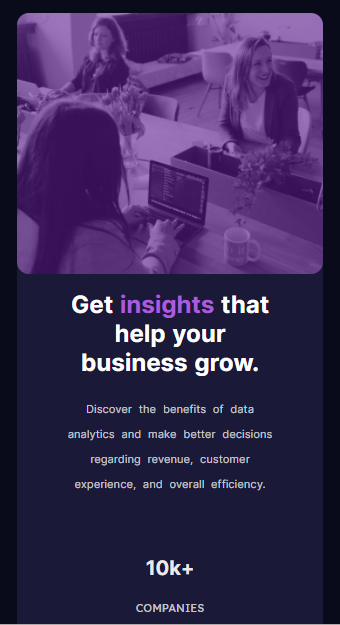 Get insights that
help your
business grow.
Discover the benefits of data
analytics and make better decisions
regarding revenue, customer
experience, and overall efficiency.
10k+
COMPANIES